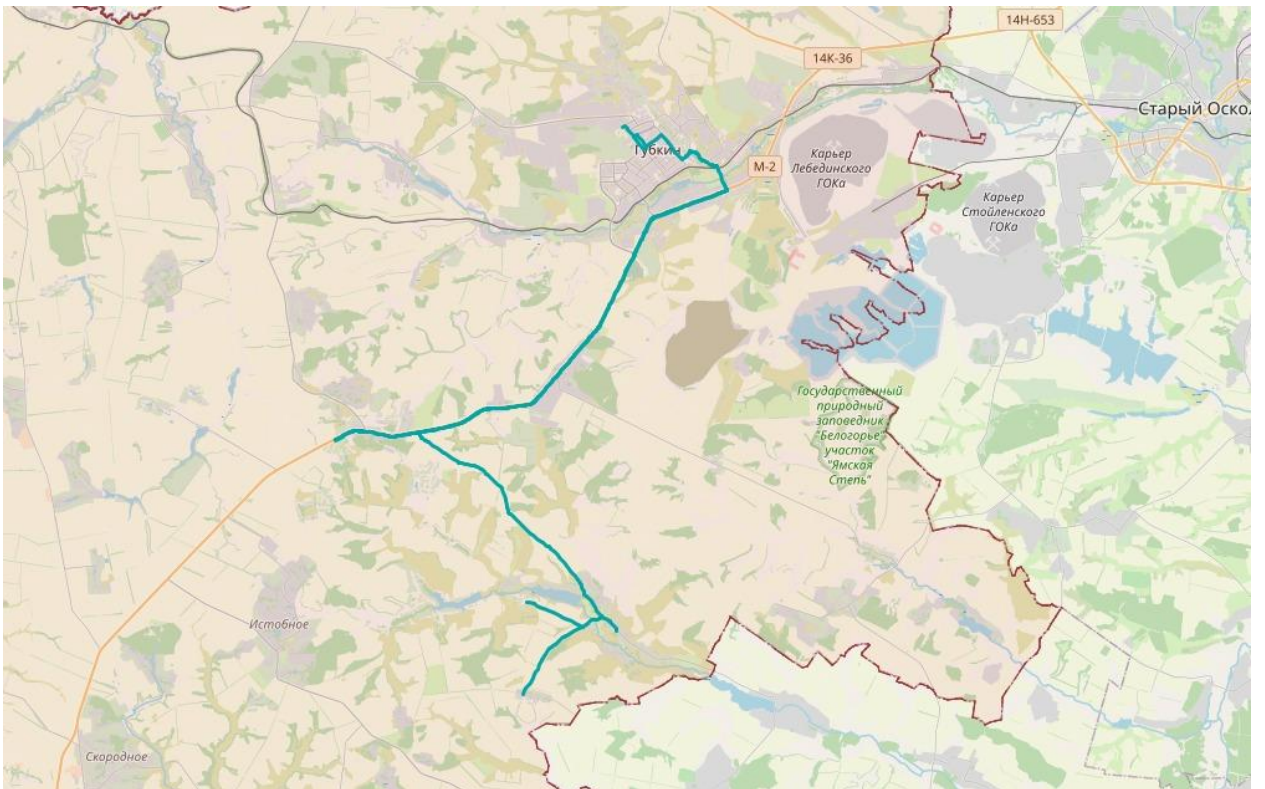 14Н-653
14К-36
Старый Оско
Губкин
М-2
Карьер
Лебединского
ГОКа
Карьер
Стойленского
ГОКа
Государственный
природный
заповедник
"Белогорье"
участок
"Ямская
Степь"
Истобное
Скородное